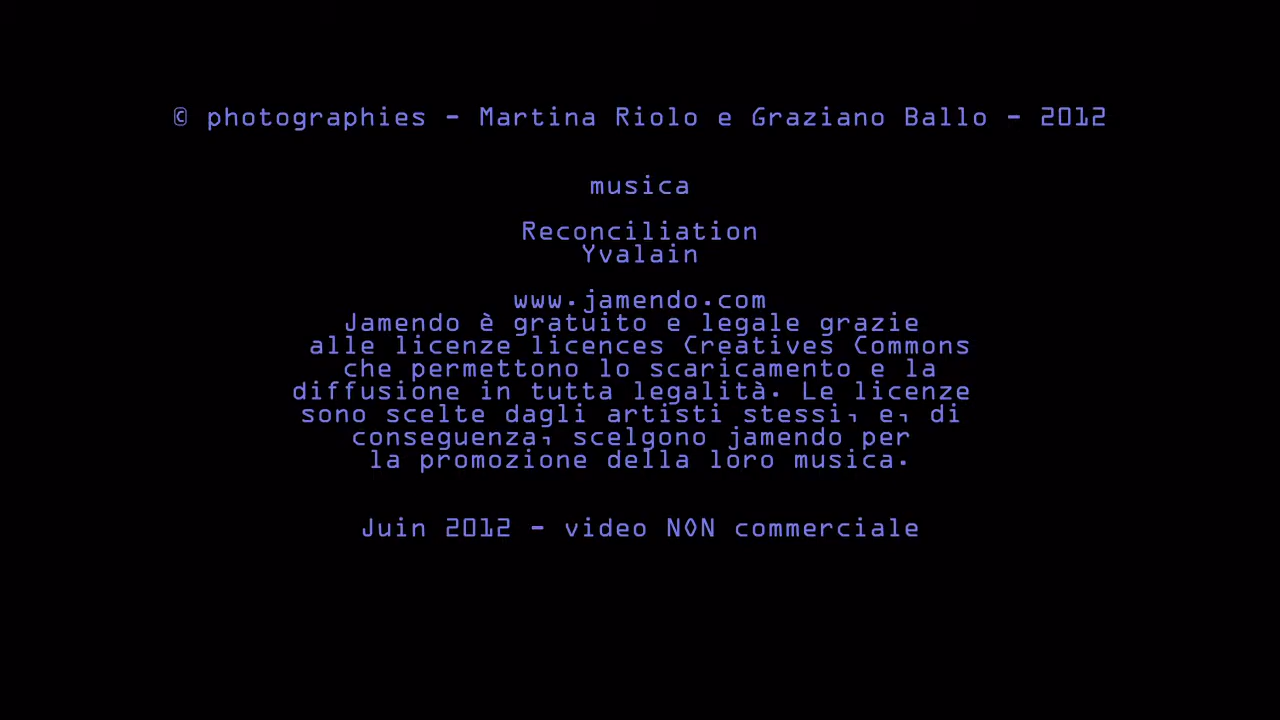 © photographies - Martina Riolo e Graziano Ballo - 2012
musica
Reconciliation
Yvalain
www.jamendo.com
Jamendo è gratuito e legale grazie
alle licenze licences Creatives Commons
che permettono lo scaricamento e la
diffusione in tutta legalità. Le licenze
sono scelte dagli artisti stessi, e, di
conseguenza, scelgono jamendo per
la promozione della loro musica.
Juin 2012 - video NON commerciale